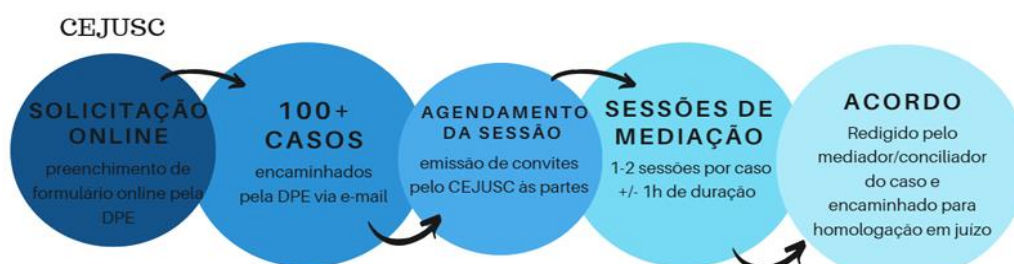 CEJUSC
SOLICITAÇÃO
ONLINE
preenchimento de
formulário online pela
DPE
100+
CASOS
encaminhados
pela DPE via e-mail
AGENDAMENTO
DA SESSÃO
emissão de convites
pelo CEJUSC às partes
SESSÕES DE
MEDIAÇÃO
1-2 sessões por caso
+/- 1h de duração
ACORDO
Redigido pelo
mediador/conciliador
do caso e
encaminhado para
homologação em juízo